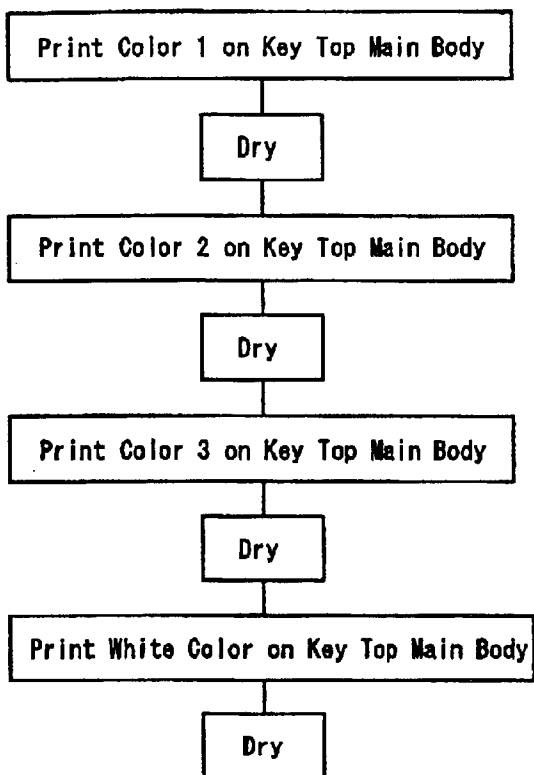 Print Color 1 on Key Top Main Body
Dry
Print Color 2 on Key Top Main Body
Dry
Print Color 3 on Key Top Main Body
Dry
Print White Color on Key Top Main Body
Dry